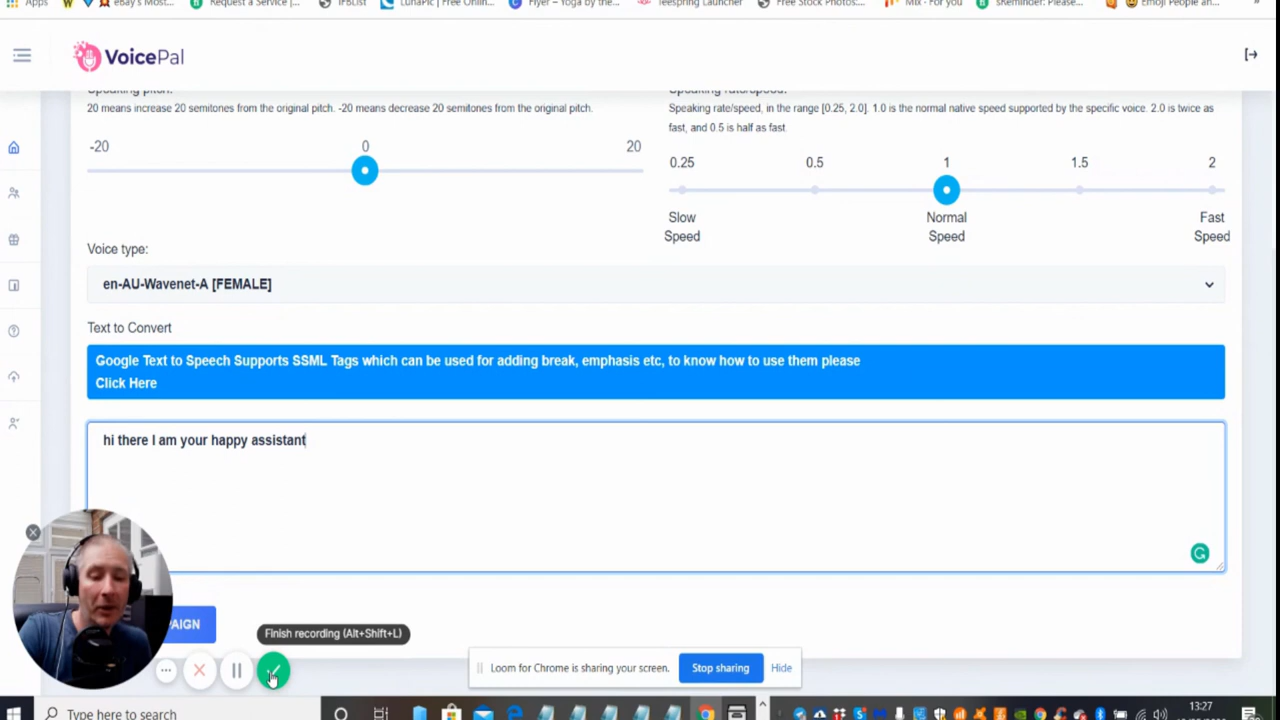 Apps
eBay's Most...
Request a Service |...
IFBList
LunaPic | Free Onlin...
Flyer – Yoga by the...
Teespring Launcher
Free Stock Photos:...
Mix - For you
sReminder: Please...
Emoji People an...
VoicePal
Speaking pitch:
20 means increase 20 semitones from the original pitch. -20 means decrease 20 semitones from the original pitch.
-20 0 20
Speaking rate/speed:
Speaking rate/speed, in the range [0.25, 2.0]. 1.0 is the normal native speed supported by the specific voice. 2.0 is twice as
fast, and 0.5 is half as fast.
0.25 0.5 1 1.5 2
Slow Speed
Normal Speed
Fast Speed
Voice type:
en-AU-Wavenet-A [FEMALE]
Text to Convert
Google Text to Speech Supports SSML Tags which can be used for adding break, emphasis etc, to know how to use them please
Click Here
hi there I am your happy assistant
AIGN
Finish recording (Alt+Shift+L)
Loom for Chrome is sharing your screen.
Stop sharing
Hide
Type here to search
13:27